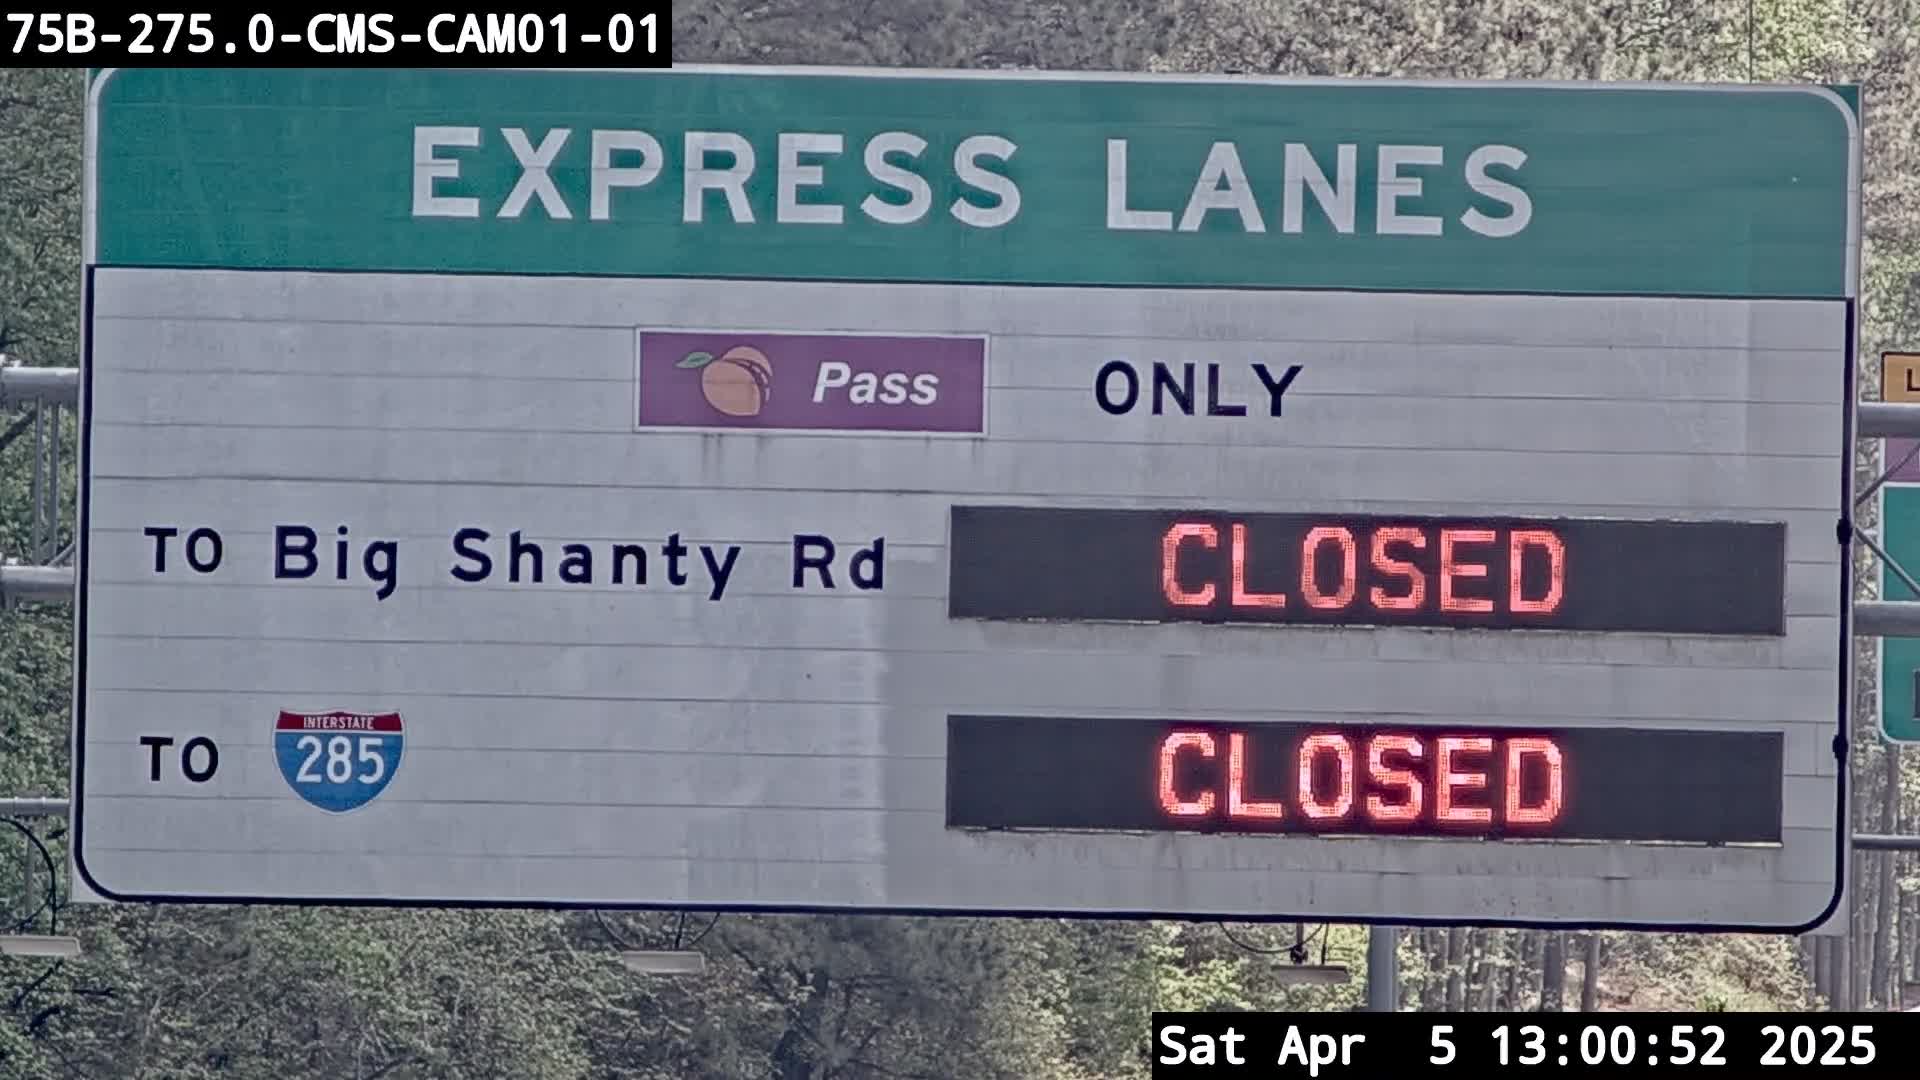 75B-275.0-CMS-CAM01-01
EXPRESS LANES
Pass ONLY
TO Big Shanty Rd CLOSED
TO INTERSTATE 285 CLOSED
Sat Apr  5 13:00:52 2025